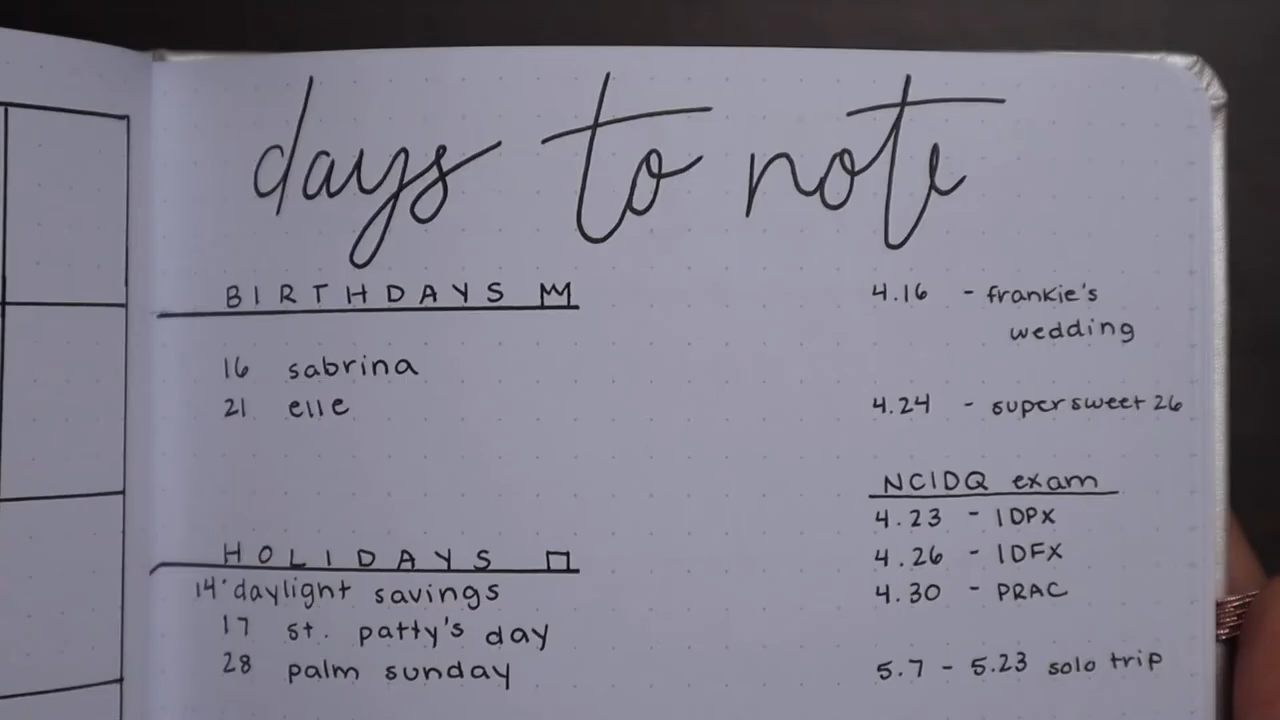 days to note
BIRTHDAYS
16 sabrina
21 elle
HOLIDAYS
14 daylight savings
17 st. patty's day
28 palm sunday
4.16 - frankie's
wedding
4.24 - super sweet 26
NCIDQ exam
4.23 - IDPX
4.26 - IDFX
4.30 - PRAC
5.7 - 5.23 solo trip